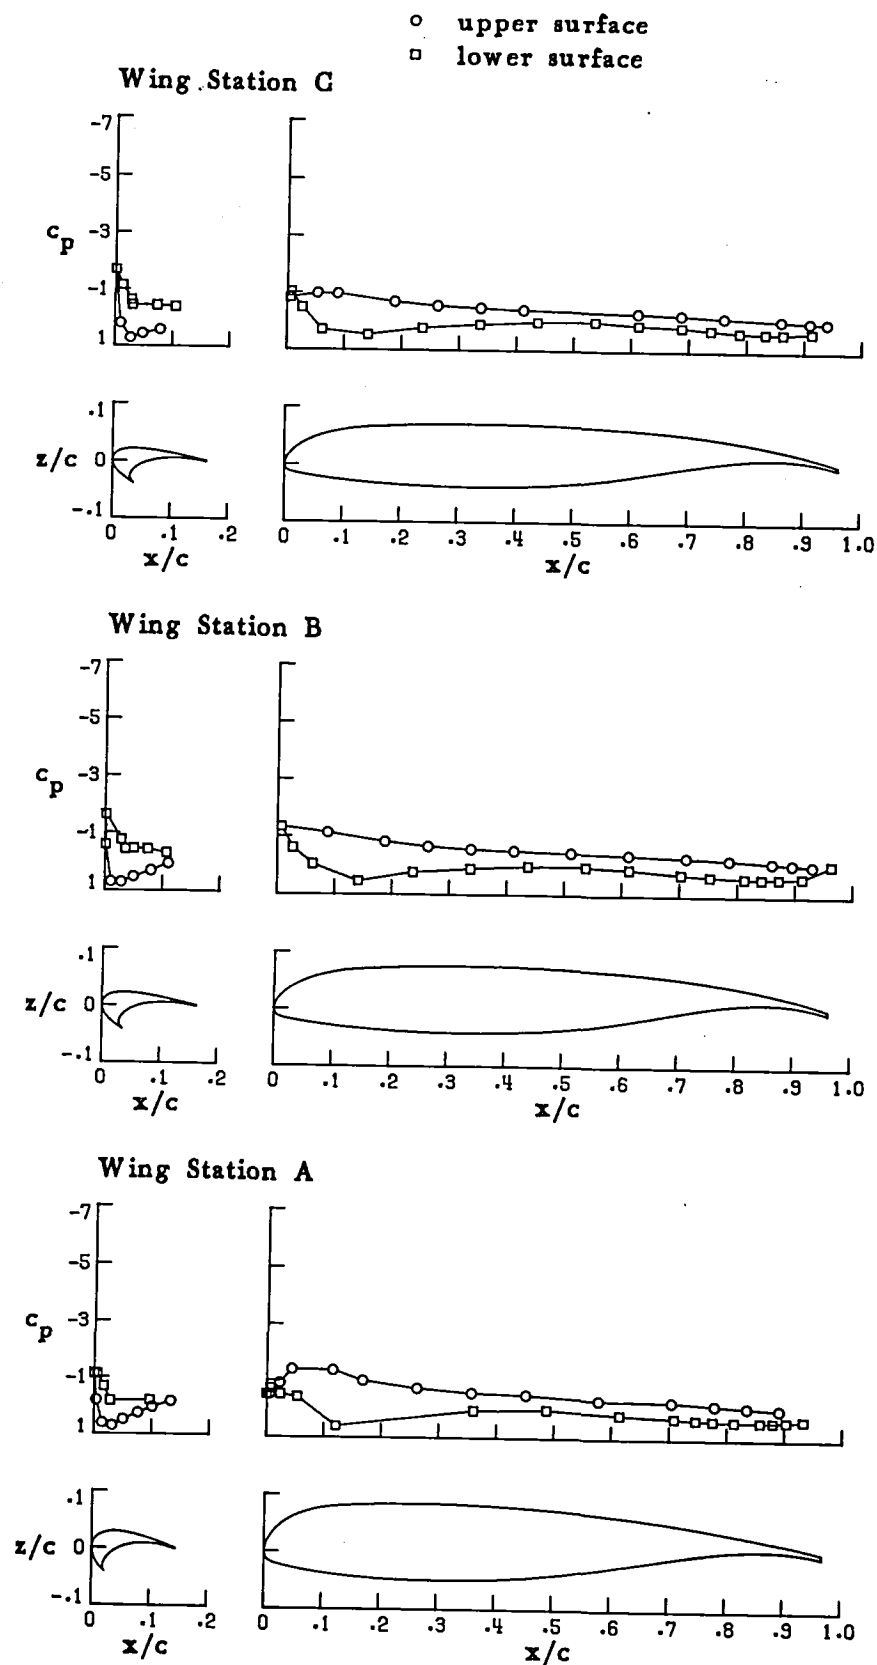 upper surface
lower surface
Wing Station C
-7
-5
-3
-1
1
c_p
.1
0
-.1
z/c
0 .1 .2
x/c
0 .1 .2 .3 .4 .5 .6 .7 .8 .9 1.0
x/c
Wing Station B
-7
-5
-3
-1
1
c_p
.1
0
-.1
z/c
0 .1 .2
x/c
0 .1 .2 .3 .4 .5 .6 .7 .8 .9 1.0
x/c
Wing Station A
-7
-5
-3
-1
1
c_p
.1
0
-.1
z/c
0 .1 .2
x/c
0 .1 .2 .3 .4 .5 .6 .7 .8 .9 1.0
x/c